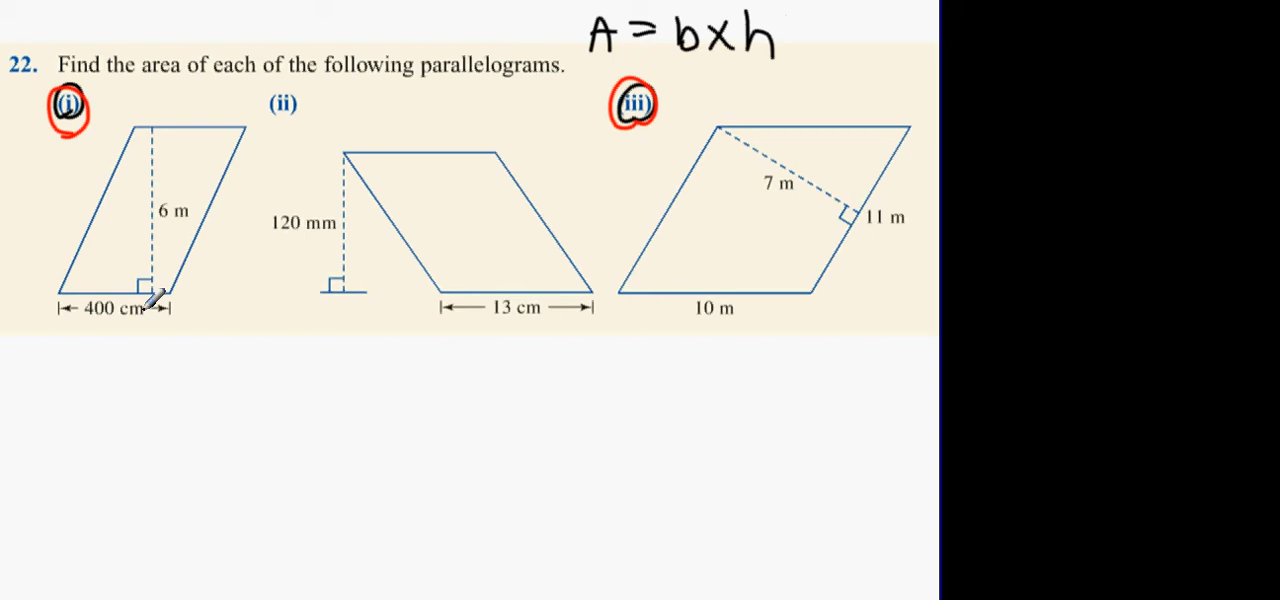 A = b x h
22. Find the area of each of the following parallelograms.
(i) (ii) (iii)
7 m
6 m
120 mm
11 m
400 cm
13 cm
10 m